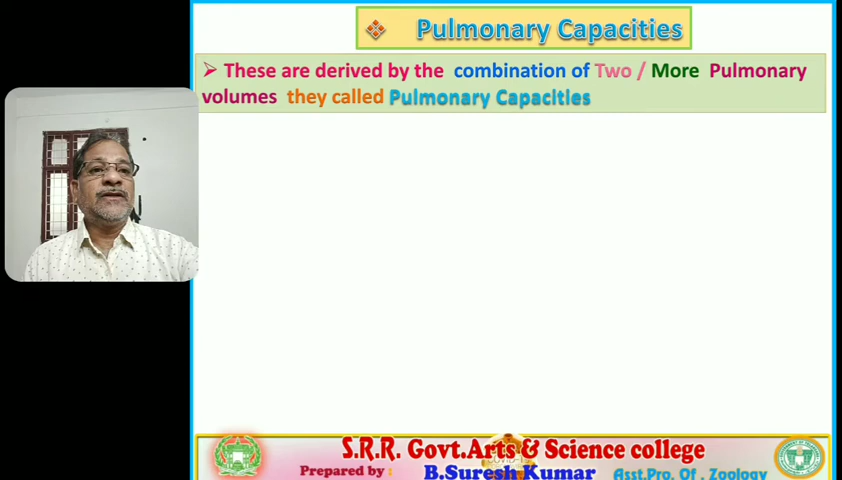 Pulmonary Capacities
These are derived by the combination of Two / More Pulmonary
volumes they called Pulmonary Capacities
S.R.R. Govt.Arts & Science college
Prepared by : B.Suresh Kumar Asst.Pro. Of . Zoology